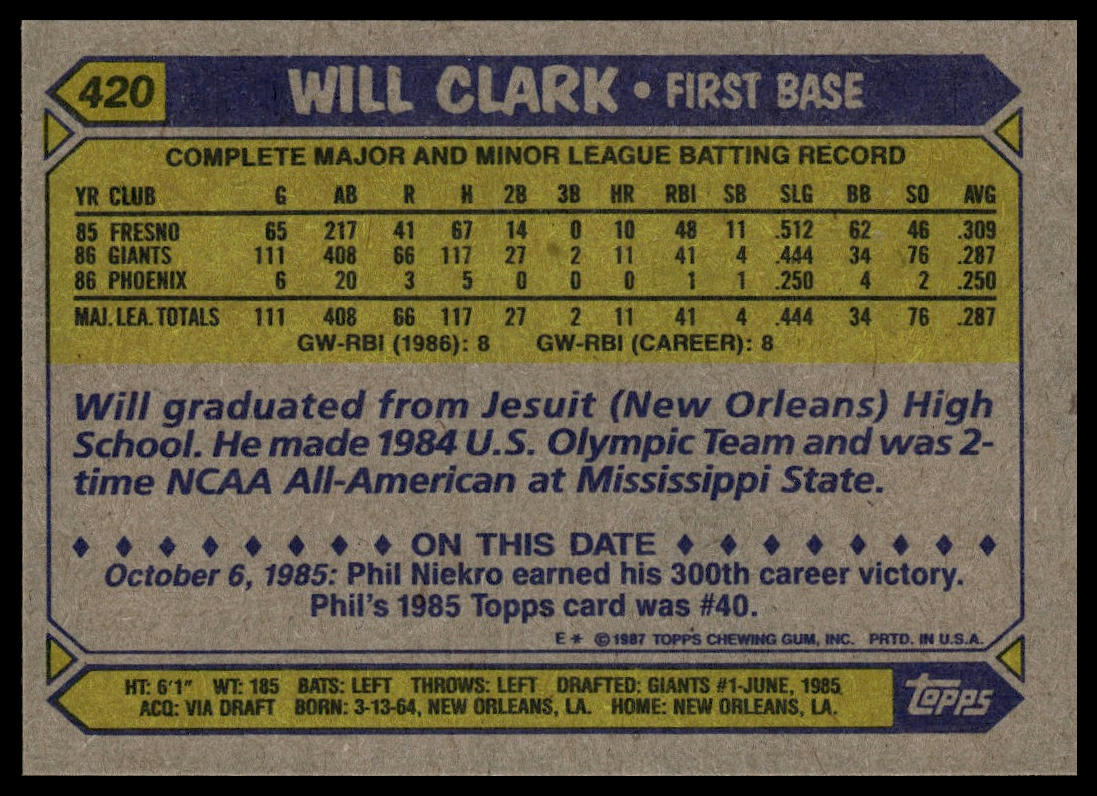 420 WILL CLARK • FIRST BASE
COMPLETE MAJOR AND MINOR LEAGUE BATTING RECORD
YR CLUB G AB R H 2B 3B HR RBI SB SLG BB SO AVG
85 FRESNO 65 217 41 67 14 0 10 48 11 .512 62 46 .309
86 GIANTS 111 408 66 117 27 2 11 41 4 .444 34 76 .287
86 PHOENIX 6 20 3 5 0 0 0 1 1 .250 4 2 .250
MAJ. LEA. TOTALS 111 408 66 117 27 2 11 41 4 .444 34 76 .287
GW-RBI (1986): 8 GW-RBI (CAREER): 8
Will graduated from Jesuit (New Orleans) High
School. He made 1984 U.S. Olympic Team and was 2-
time NCAA All-American at Mississippi State.
ON THIS DATE
October 6, 1985: Phil Niekro earned his 300th career victory.
Phil's 1985 Topps card was #40.
E* ©1987 TOPPS CHEWING GUM, INC. PRTD. IN U.S.A.
HT: 6'1" WT: 185 BATS: LEFT THROWS: LEFT DRAFTED: GIANTS #1-JUNE, 1985
ACQ: VIA DRAFT BORN: 3-13-64, NEW ORLEANS, LA. HOME: NEW ORLEANS, LA.
topps